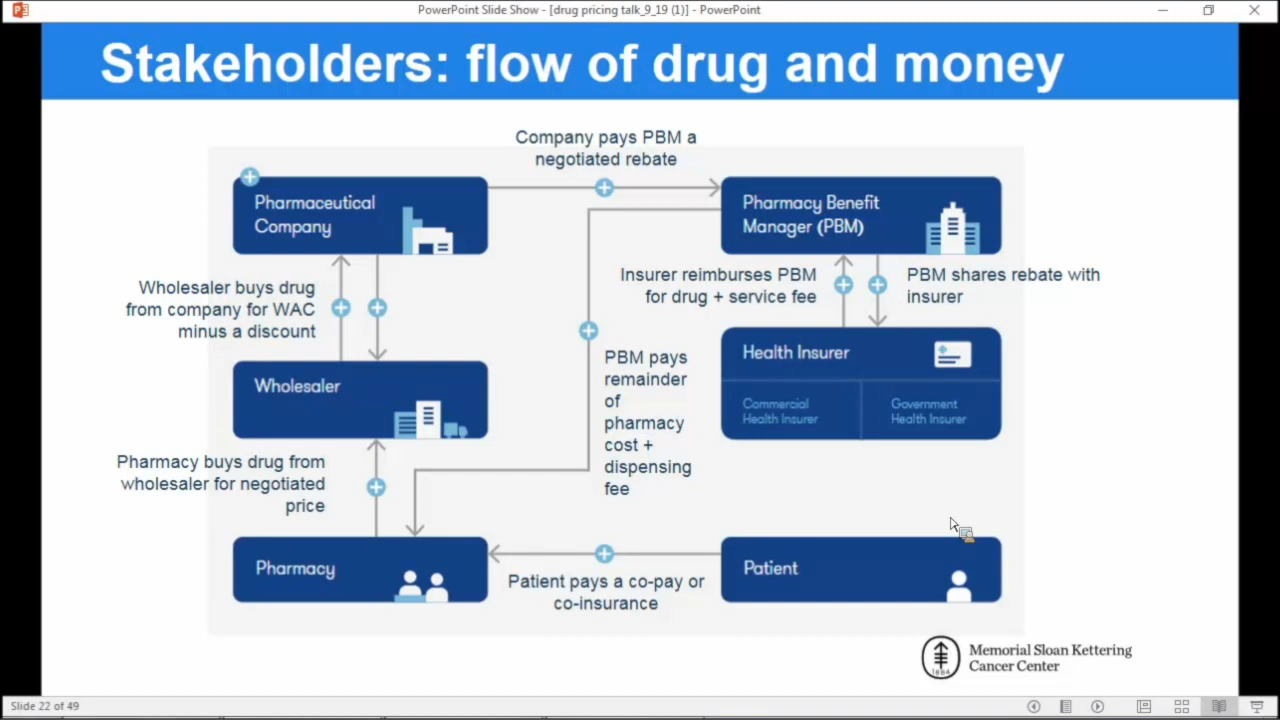 PowerPoint Slide Show - [drug pricing talk_9_19 (1)] - PowerPoint
Stakeholders: flow of drug and money
Company pays PBM a
negotiated rebate
Pharmaceutical
Company
Pharmacy Benefit
Manager (PBM)
Wholesaler buys drug
from company for WAC
minus a discount
Insurer reimburses PBM
for drug + service fee
PBM shares rebate with
insurer
PBM pays
remainder
of
pharmacy
cost +
dispensing
fee
Health Insurer
Commercial
Health Insurer
Government
Health Insurer
Wholesaler
Pharmacy buys drug from
wholesaler for negotiated
price
Pharmacy
Patient pays a co-pay or
co-insurance
Patient
1884
Memorial Sloan Kettering
Cancer Center
Slide 22 of 49